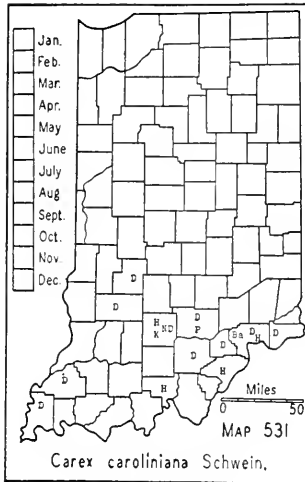 Jan.
Feb.
Mar.
Apr.
May
June
July
Aug
Sept.
Oct.
Nov.
Dec.
D
D
H ND D
K P
D D Ba D H D
D H H
D
Miles
0 50
MAP 531
Carex caroliniana Schwein.